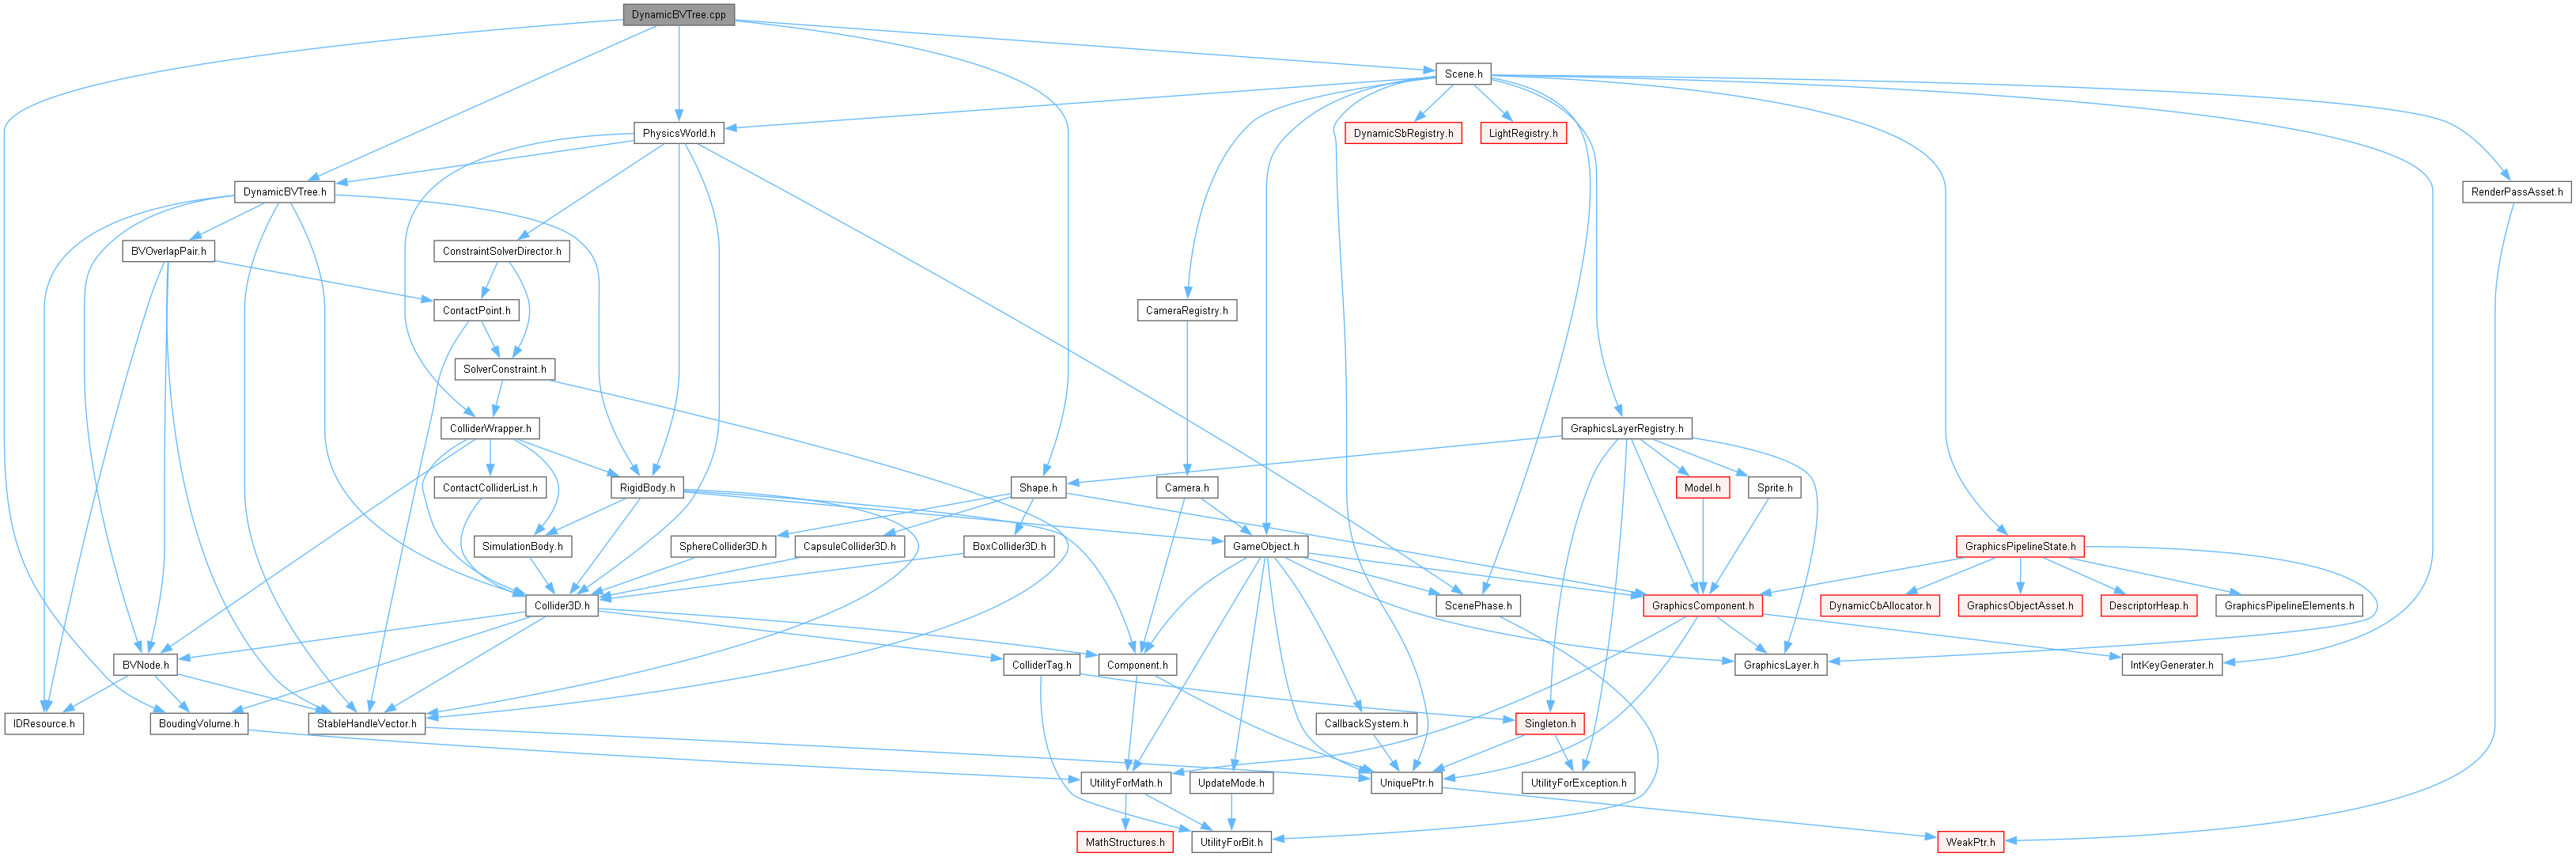 DynamicBVTree.cpp
Scene.h
PhysicsWorld.h
DynamicSbRegistry.h
LightRegistry.h
DynamicBVTree.h
RenderPassAsset.h
BVOverlapPair.h
ConstraintSolverDirector.h
ContactPoint.h
CameraRegistry.h
SolverConstraint.h
ColliderWrapper.h
GraphicsLayerRegistry.h
ContactColliderList.h
RigidBody.h
Shape.h
Camera.h
Model.h
Sprite.h
SimulationBody.h
SphereCollider3D.h
CapsuleCollider3D.h
BoxCollider3D.h
GameObject.h
GraphicsPipelineState.h
Collider3D.h
ScenePhase.h
GraphicsComponent.h
DynamicCbAllocator.h
GraphicsObjectAsset.h
DescriptorHeap.h
GraphicsPipelineElements.h
BVNode.h
ColliderTag.h
Component.h
GraphicsLayer.h
IntKeyGenerater.h
IDResource.h
BoudingVolume.h
StableHandleVector.h
CallbackSystem.h
Singleton.h
UtilityForMath.h
UpdateMode.h
UniquePtr.h
UtilityForException.h
MathStructures.h
UtilityForBit.h
WeakPtr.h